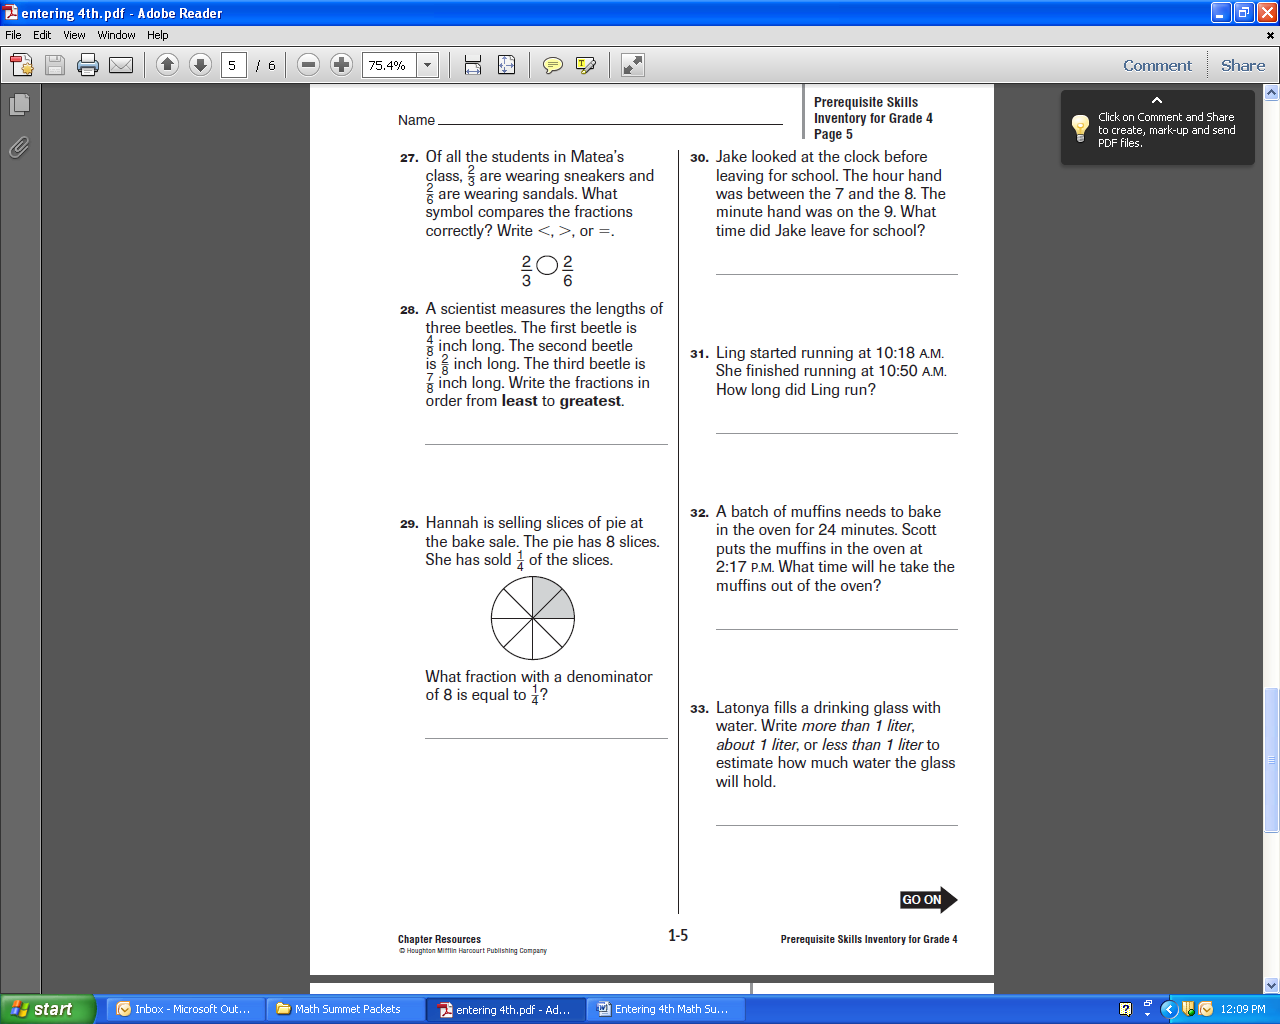 entering 4th.pdf - Adobe Reader
File Edit View Window Help
5 / 6 75.4% Comment Share
Click on Comment and Share
to create, mark-up and send
PDF files.
Name
Prerequisite Skills
Inventory for Grade 4
Page 5
27. Of all the students in Matea's
class, 2/3 are wearing sneakers and
2/6 are wearing sandals. What
symbol compares the fractions
correctly? Write <, >, or =.
2/3 ◯ 2/6
28. A scientist measures the lengths of
three beetles. The first beetle is
4/8 inch long. The second beetle
is 2/8 inch long. The third beetle is
7/8 inch long. Write the fractions in
order from least to greatest.
29. Hannah is selling slices of pie at
the bake sale. The pie has 8 slices.
She has sold 1/4 of the slices.
What fraction with a denominator
of 8 is equal to 1/4?
30. Jake looked at the clock before
leaving for school. The hour hand
was between the 7 and the 8. The
minute hand was on the 9. What
time did Jake leave for school?
31. Ling started running at 10:18 A.M.
She finished running at 10:50 A.M.
How long did Ling run?
32. A batch of muffins needs to bake
in the oven for 24 minutes. Scott
puts the muffins in the oven at
2:17 P.M. What time will he take the
muffins out of the oven?
33. Latonya fills a drinking glass with
water. Write more than 1 liter,
about 1 liter, or less than 1 liter to
estimate how much water the glass
will hold.
GO ON
Chapter Resources
© Houghton Mifflin Harcourt Publishing Company
1-5
Prerequisite Skills Inventory for Grade 4
start Inbox - Microsoft Out... Math Summet Packets entering 4th.pdf - Ad... Entering 4th Math Su... 12:09 PM